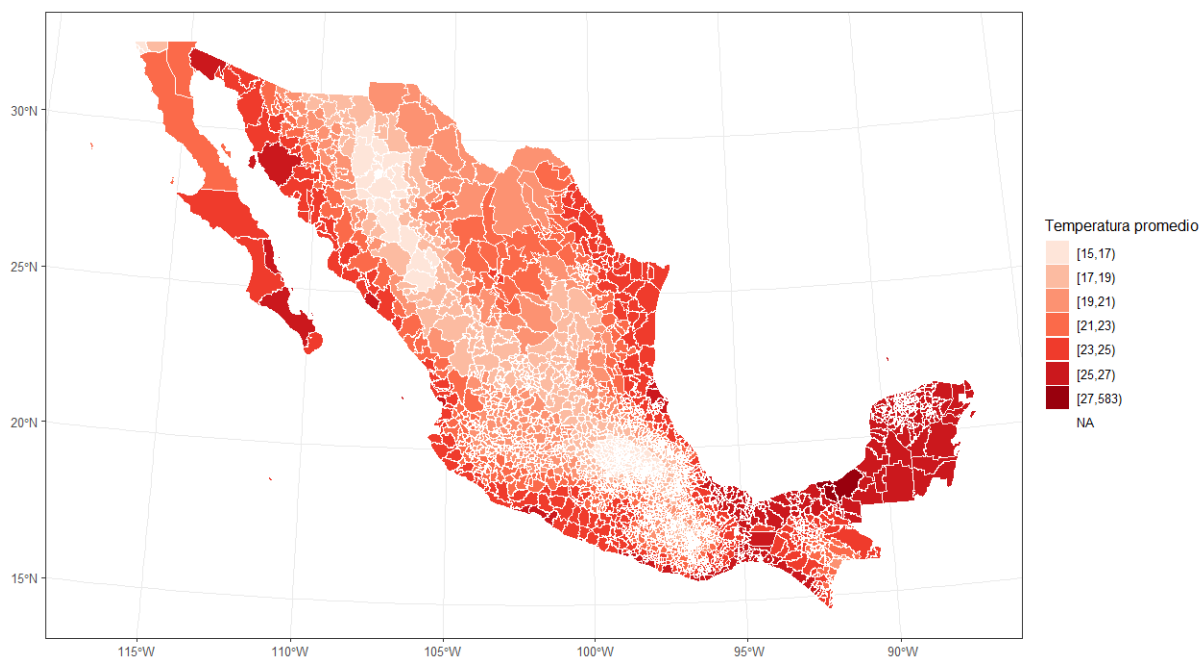 30°N
25°N
20°N
15°N
115°W
110°W
105°W
100°W
95°W
90°W
Temperatura promedio
[15,17)
[17,19)
[19,21)
[21,23)
[23,25)
[25,27)
[27,583)
NA